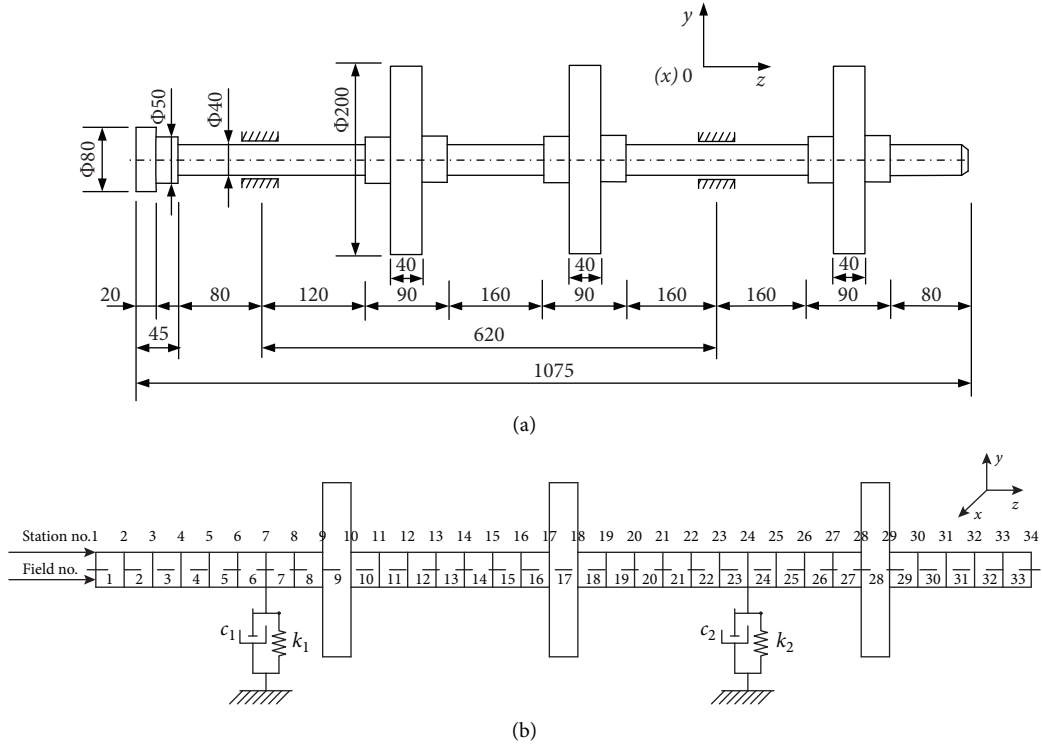 y
(x) 0
z
Φ80
Φ50
Φ40
Φ200
40
40
40
20
80
120
90
160
90
160
160
90
80
45
620
1075
(a)
y
x
z
Station no.1 2 3 4 5 6 7 8 9 10 11 12 13 14 15 16 17 18 19 20 21 22 23 24 25 26 27 28 29 30 31 32 33 34
Field no. 1 2 3 4 5 6 7 8 9 10 11 12 13 14 15 16 17 18 19 20 21 22 23 24 25 26 27 28 29 30 31 32 33
c1
k1
c2
k2
(b)